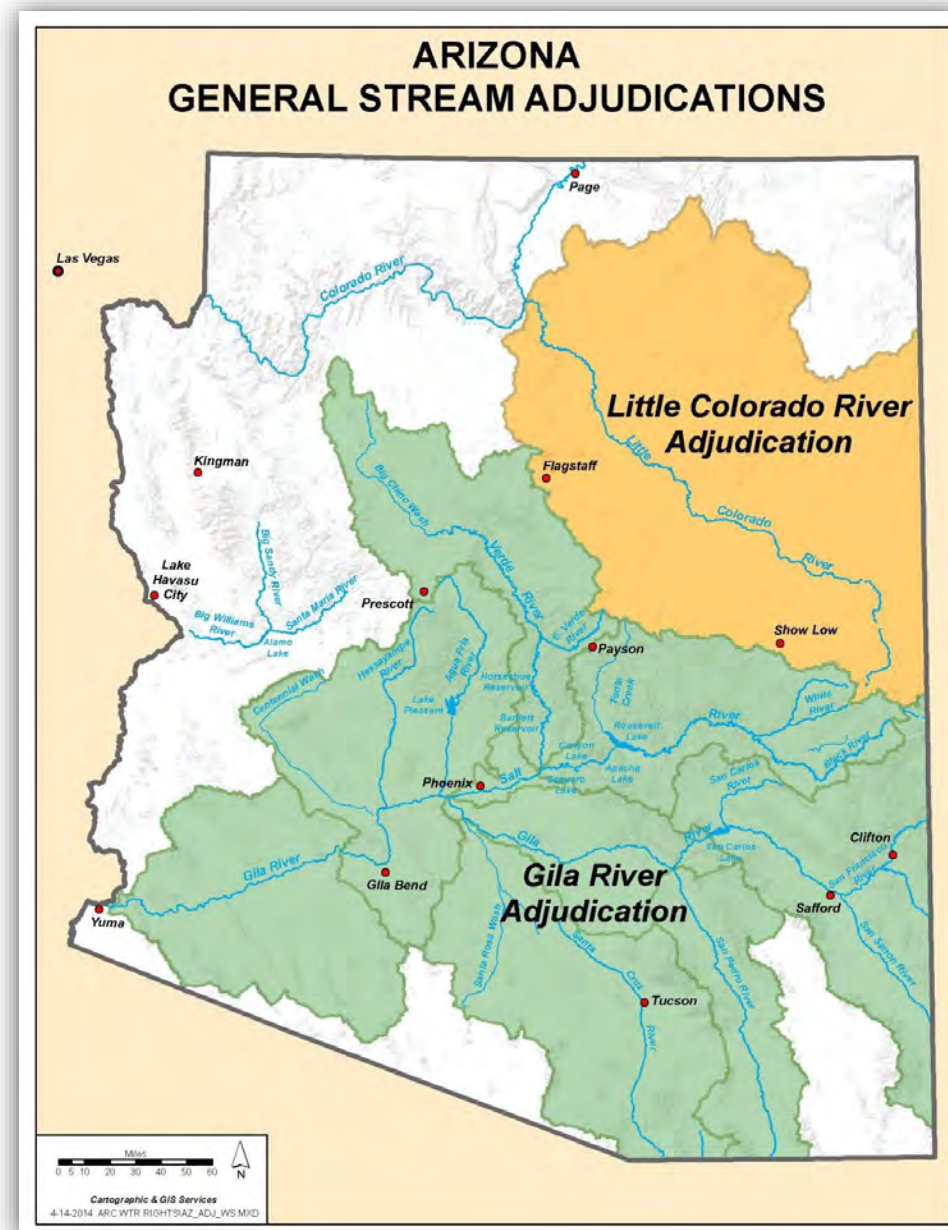 ARIZONA
GENERAL STREAM ADJUDICATIONS
Page
Las Vegas
Colorado River
Little Colorado River
Adjudication
Little
Colorado
River
Kingman
Flagstaff
Big Chino Wash
Verde
River
Big Sandy River
Lake
Havasu
City
Santa Maria River
Big Williams
River
Alamo
Lake
Prescott
E. Verde
River
Payson
Show Low
Hassayampa
River
Agua Fria
River
Centennial Wash
Lake
Pleasant
Horseshoe
Reservoir
Bartlett
Reservoir
Tonto
Creek
Roosevelt
Lake
River
White
River
Black River
Canyon
Lake
Apache
Lake
Saguaro
Lake
Salt
Phoenix
San Carlos
River
Gila
River
San Carlos
Lake
Clifton
San Francisco
River
Gila River
Gila Bend
Gila River
Adjudication
Safford
Yuma
Santa Rosa Wash
Santa
Cruz
River
San Pedro River
San Simon River
Tucson
Miles
0 5 10 20 30 40 50 60
N
Cartographic & GIS Services
4-14-2014 ARC:WTR RIGHTS\AZ_ADJ_WS.MXD